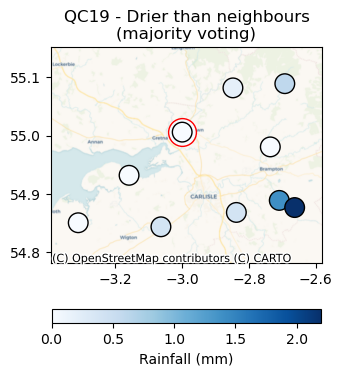 QC19 - Drier than neighbours
(majority voting)
55.1
55.0
54.9
54.8
Lockerbie
Annan
Gretna
Brampton
CARLISLE
Wigton
(C) OpenStreetMap contributors (C) CARTO
−3.2
−3.0
−2.8
−2.6
0.0
0.5
1.0
1.5
2.0
Rainfall (mm)